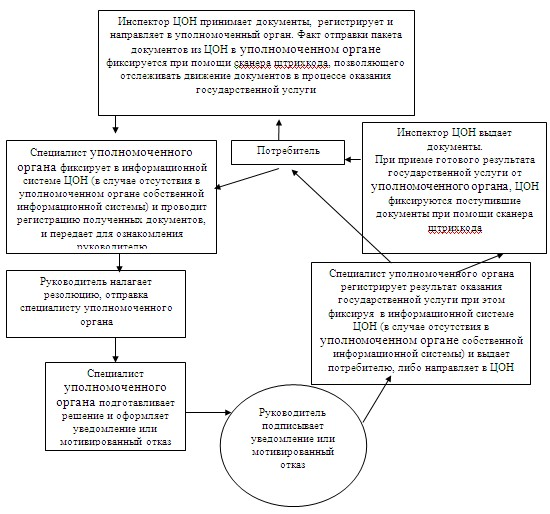 Инспектор ЦОН принимает документы, регистрирует и
направляет в уполномоченный орган. Факт отправки пакета
документов из ЦОН в уполномоченном органе
фиксируется при помощи сканера штрихкода, позволяющего
отслеживать движение документов в процессе оказания
государственной услуги
Специалист уполномоченного
органа фиксирует в информационной
системе ЦОН (в случае отсутствия в
уполномоченном органе собственной
информационной системы) и проводит
регистрацию полученных документов,
и передает для ознакомления
руководителю
Потребитель
Инспектор ЦОН выдает
документы.
При приеме готового результата
государственной услуги от
уполномоченного органа, ЦОН
фиксируются поступившие
документы при помощи сканера
штрихкода
Руководитель налагает
резолюцию, отправка
специалисту уполномоченного
органа
Специалист уполномоченного органа
регистрирует результат оказания
государственной услуги при этом
фиксируя в информационной системе
ЦОН (в случае отсутствия в
уполномоченном органе собственной
информационной системы) и выдает
потребителю, либо направляет в ЦОН
Специалист
уполномоченного
органа подготавливает
решение и оформляет
уведомление или
мотивированный отказ
Руководитель
подписывает
уведомление или
мотивированный
отказ